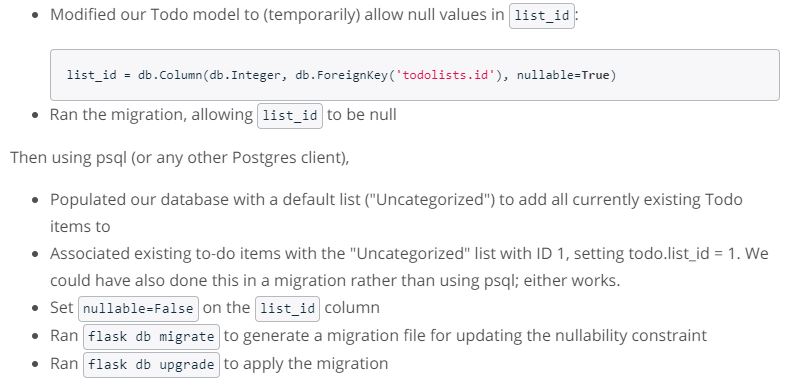 Modified our Todo model to (temporarily) allow null values in list_id:
list_id = db.Column(db.Integer, db.ForeignKey('todolists.id'), nullable=True)
Ran the migration, allowing list_id to be null
Then using psql (or any other Postgres client),
Populated our database with a default list ("Uncategorized") to add all currently existing Todo
items to
Associated existing to-do items with the "Uncategorized" list with ID 1, setting todo.list_id = 1. We
could have also done this in a migration rather than using psql; either works.
Set nullable=False on the list_id column
Ran flask db migrate to generate a migration file for updating the nullability constraint
Ran flask db upgrade to apply the migration